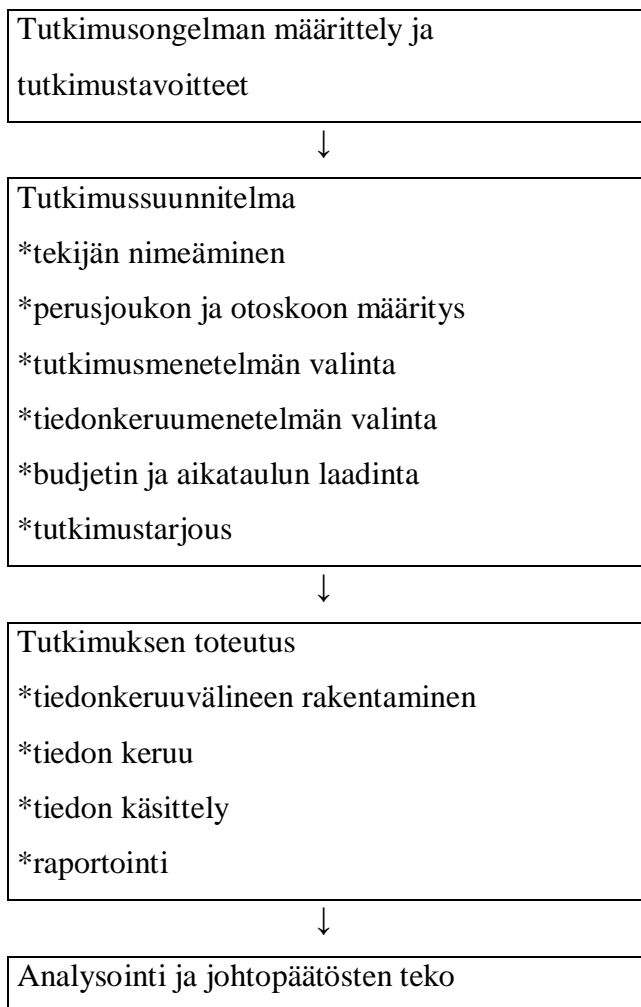 Tutkimusongelman määrittely ja
tutkimustavoitteet
↓
Tutkimussuunnitelma
*tekijän nimeäminen
*perusjoukon ja otoskoon määritys
*tutkimusmenetelmän valinta
*tiedonkeruumenetelmän valinta
*budjetin ja aikataulun laadinta
*tutkimustarjous
↓
Tutkimuksen toteutus
*tiedonkeruuvälineen rakentaminen
*tiedon keruu
*tiedon käsittely
*raportointi
↓
Analysointi ja johtopäätösten teko